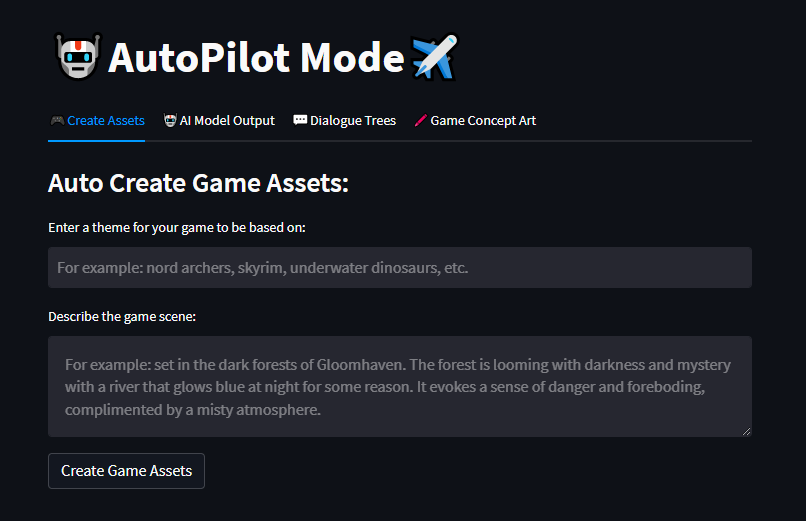 AutoPilot Mode
Create Assets
AI Model Output
Dialogue Trees
Game Concept Art
Auto Create Game Assets:
Enter a theme for your game to be based on:
For example: nord archers, skyrim, underwater dinosaurs, etc.
Describe the game scene:
For example: set in the dark forests of Gloomhaven. The forest is looming with darkness and mystery
with a river that glows blue at night for some reason. It evokes a sense of danger and foreboding,
complimented by a misty atmosphere.
Create Game Assets